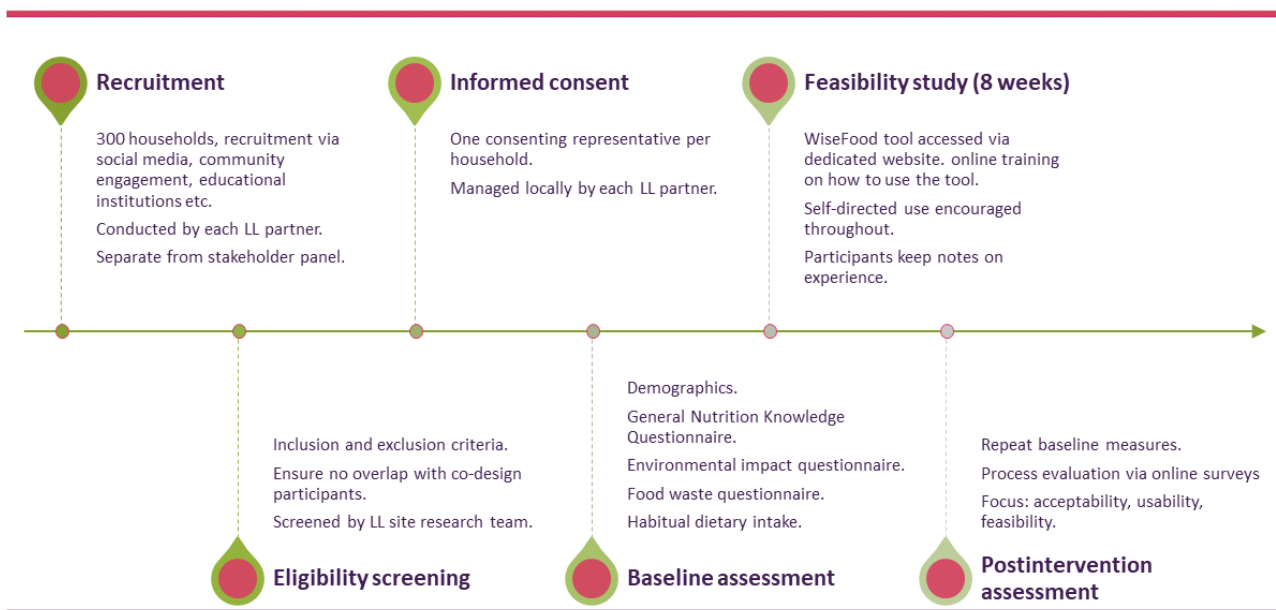 Recruitment
300 households, recruitment via
social media, community
engagement, educational
institutions etc.
Conducted by each LL partner.
Separate from stakeholder panel.
Informed consent
One consenting representative per
household.
Managed locally by each LL partner.
Feasibility study (8 weeks)
WiseFood tool accessed via
dedicated website. online training
on how to use the tool.
Self-directed use encouraged
throughout.
Participants keep notes on
experience.
Inclusion and exclusion criteria.
Ensure no overlap with co-design
participants.
Screened by LL site research team.
Eligibility screening
Demographics.
General Nutrition Knowledge
Questionnaire.
Environmental impact questionnaire.
Food waste questionnaire.
Habitual dietary intake.
Baseline assessment
Repeat baseline measures.
Process evaluation via online surveys
Focus: acceptability, usability,
feasibility.
Postintervention
assessment